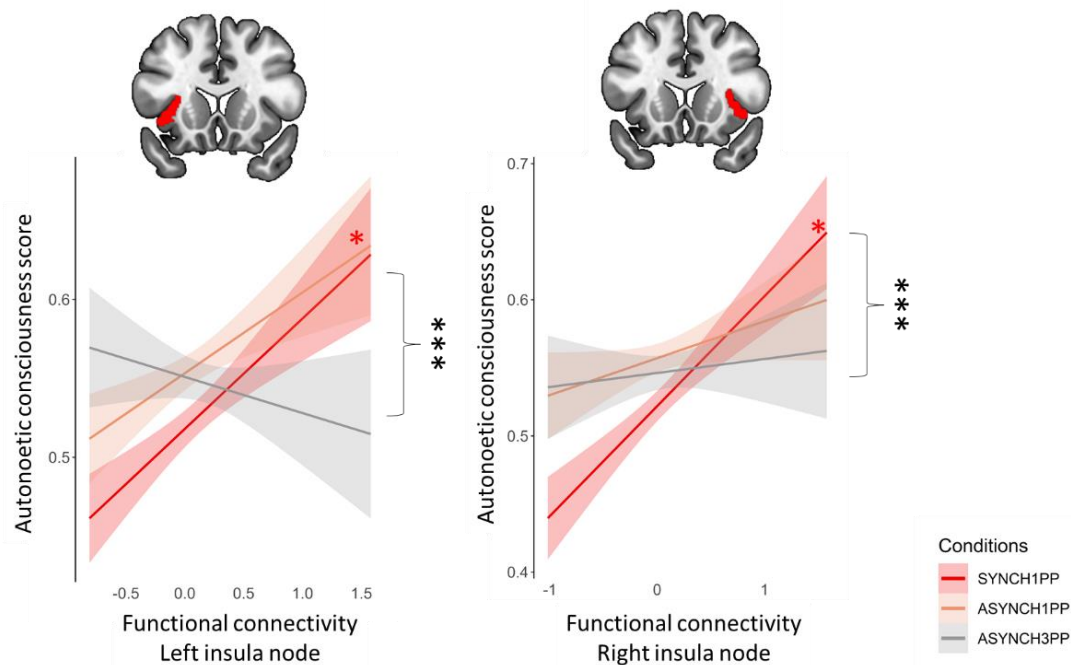 Autonoetic consciousness score
0.6
0.5
-0.5
0.0
0.5
1.0
1.5
Functional connectivity
Left insula node
*
***
Autonoetic consciousness score
0.7
0.6
0.5
0.4
-1
0
1
Functional connectivity
Right insula node
*
***
Conditions
SYNCH1PP
ASYNCH1PP
ASYNCH3PP